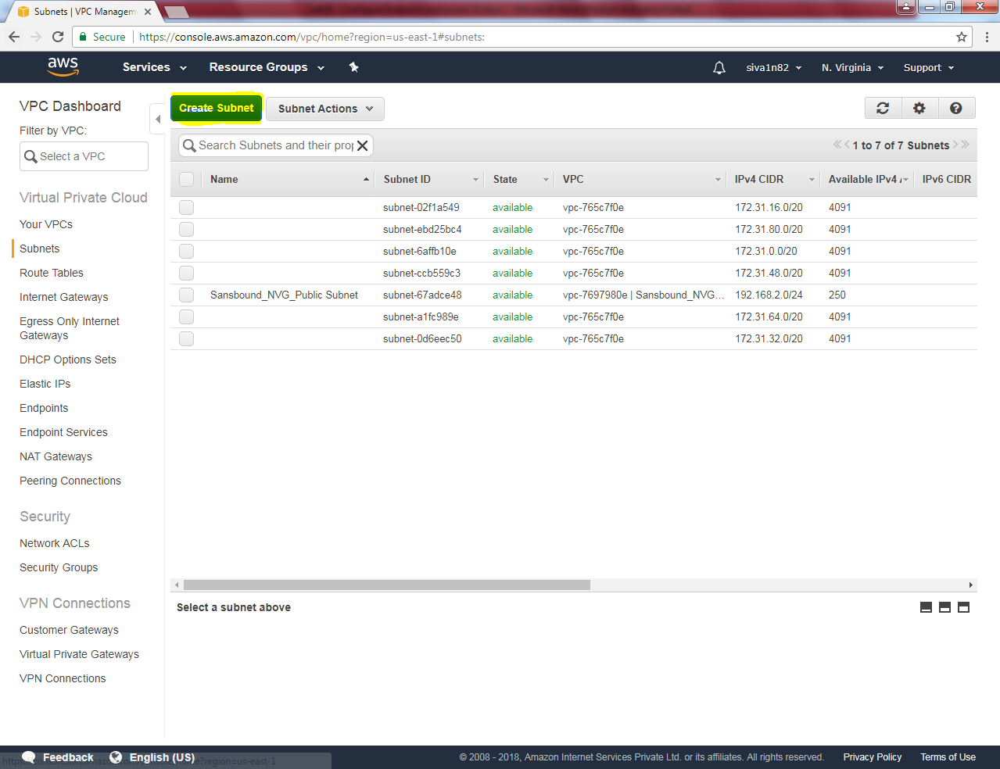 Subnets | VPC Managem
Secure
https://console.aws.amazon.com/vpc/home?region=us-east-1#subnets:
aws
Services
Resource Groups
siva1n82
N. Virginia
Support
VPC Dashboard
Filter by VPC:
Select a VPC
Virtual Private Cloud
Your VPCs
Subnets
Route Tables
Internet Gateways
Egress Only Internet
Gateways
DHCP Options Sets
Elastic IPs
Endpoints
Endpoint Services
NAT Gateways
Peering Connections
Security
Network ACLs
Security Groups
VPN Connections
Customer Gateways
Virtual Private Gateways
VPN Connections
Create Subnet
Subnet Actions
Search Subnets and their prop
1 to 7 of 7 Subnets
Name Subnet ID State VPC IPv4 CIDR Available IPv4 IPv6 CIDR
subnet-02f1a549 available vpc-765c7f0e 172.31.16.0/20 4091
subnet-ebd25bc4 available vpc-765c7f0e 172.31.80.0/20 4091
subnet-6affb10e available vpc-765c7f0e 172.31.0.0/20 4091
subnet-ccb559c3 available vpc-765c7f0e 172.31.48.0/20 4091
Sansbound_NVG_Public Subnet subnet-67adce48 available vpc-7697980e | Sansbound_NVG... 192.168.2.0/24 250
subnet-a1fc989e available vpc-765c7f0e 172.31.64.0/20 4091
subnet-0d6eec50 available vpc-765c7f0e 172.31.32.0/20 4091
Select a subnet above
Feedback
English (US)
© 2008 - 2018, Amazon Internet Services Private Ltd. or its affiliates. All rights reserved.
Privacy Policy
Terms of Use